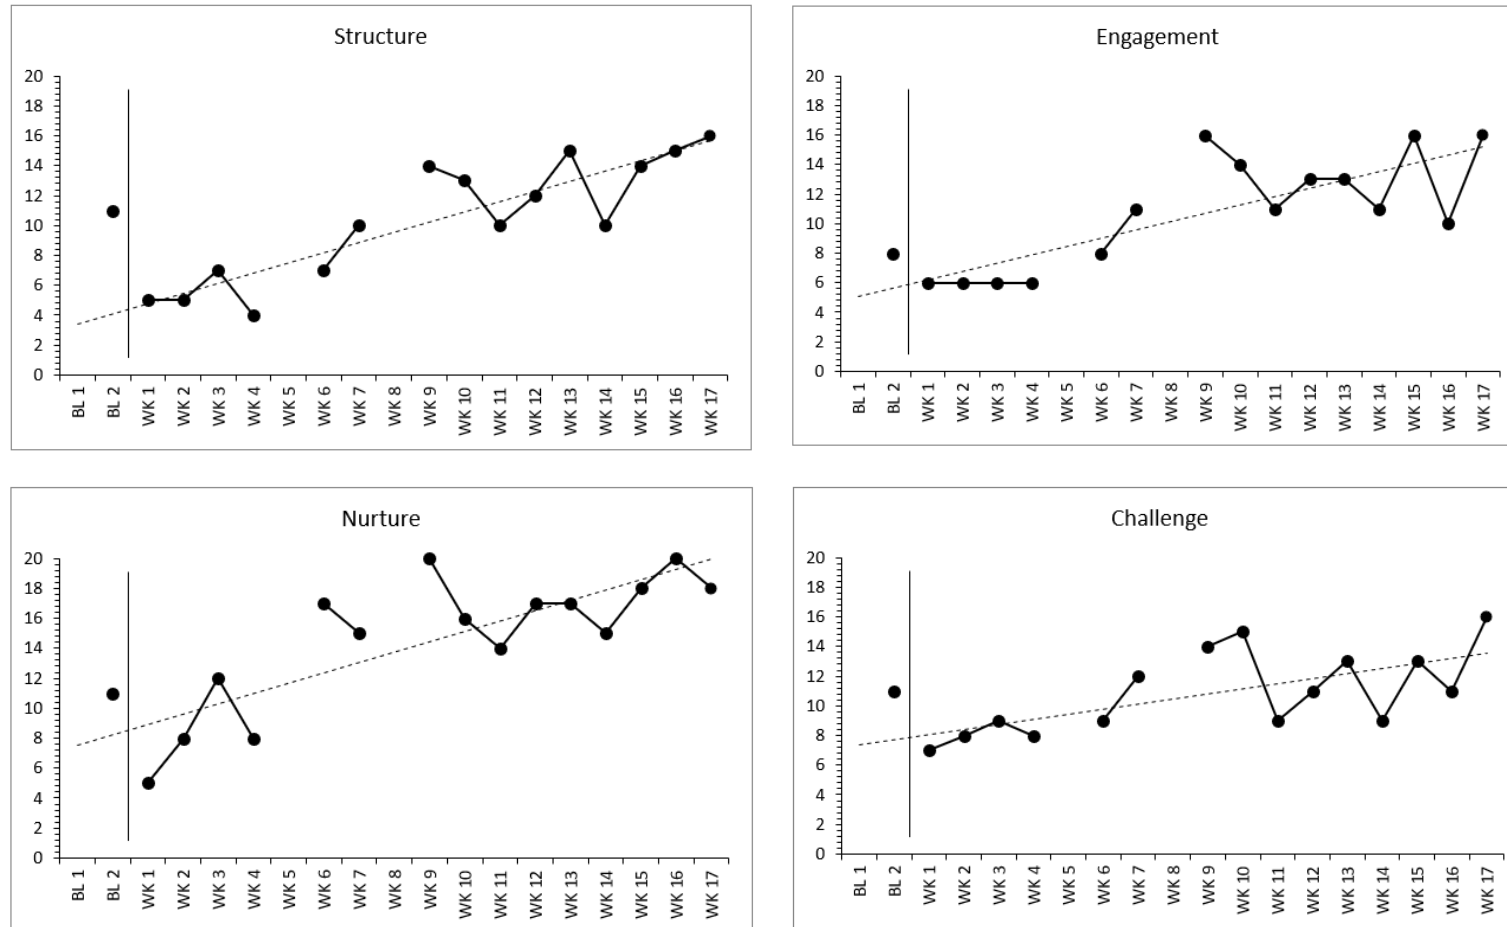 Structure
20
18
16
14
12
10
8
6
4
2
0
BL 1
BL 2
WK 1
WK 2
WK 3
WK 4
WK 5
WK 6
WK 7
WK 8
WK 9
WK 10
WK 11
WK 12
WK 13
WK 14
WK 15
WK 16
WK 17
Engagement
20
18
16
14
12
10
8
6
4
2
0
BL 1
BL 2
WK 1
WK 2
WK 3
WK 4
WK 5
WK 6
WK 7
WK 8
WK 9
WK 10
WK 11
WK 12
WK 13
WK 14
WK 15
WK 16
WK 17
Nurture
20
18
16
14
12
10
8
6
4
2
0
BL 1
BL 2
WK 1
WK 2
WK 3
WK 4
WK 5
WK 6
WK 7
WK 8
WK 9
WK 10
WK 11
WK 12
WK 13
WK 14
WK 15
WK 16
WK 17
Challenge
20
18
16
14
12
10
8
6
4
2
0
BL 1
BL 2
WK 1
WK 2
WK 3
WK 4
WK 5
WK 6
WK 7
WK 8
WK 9
WK 10
WK 11
WK 12
WK 13
WK 14
WK 15
WK 16
WK 17